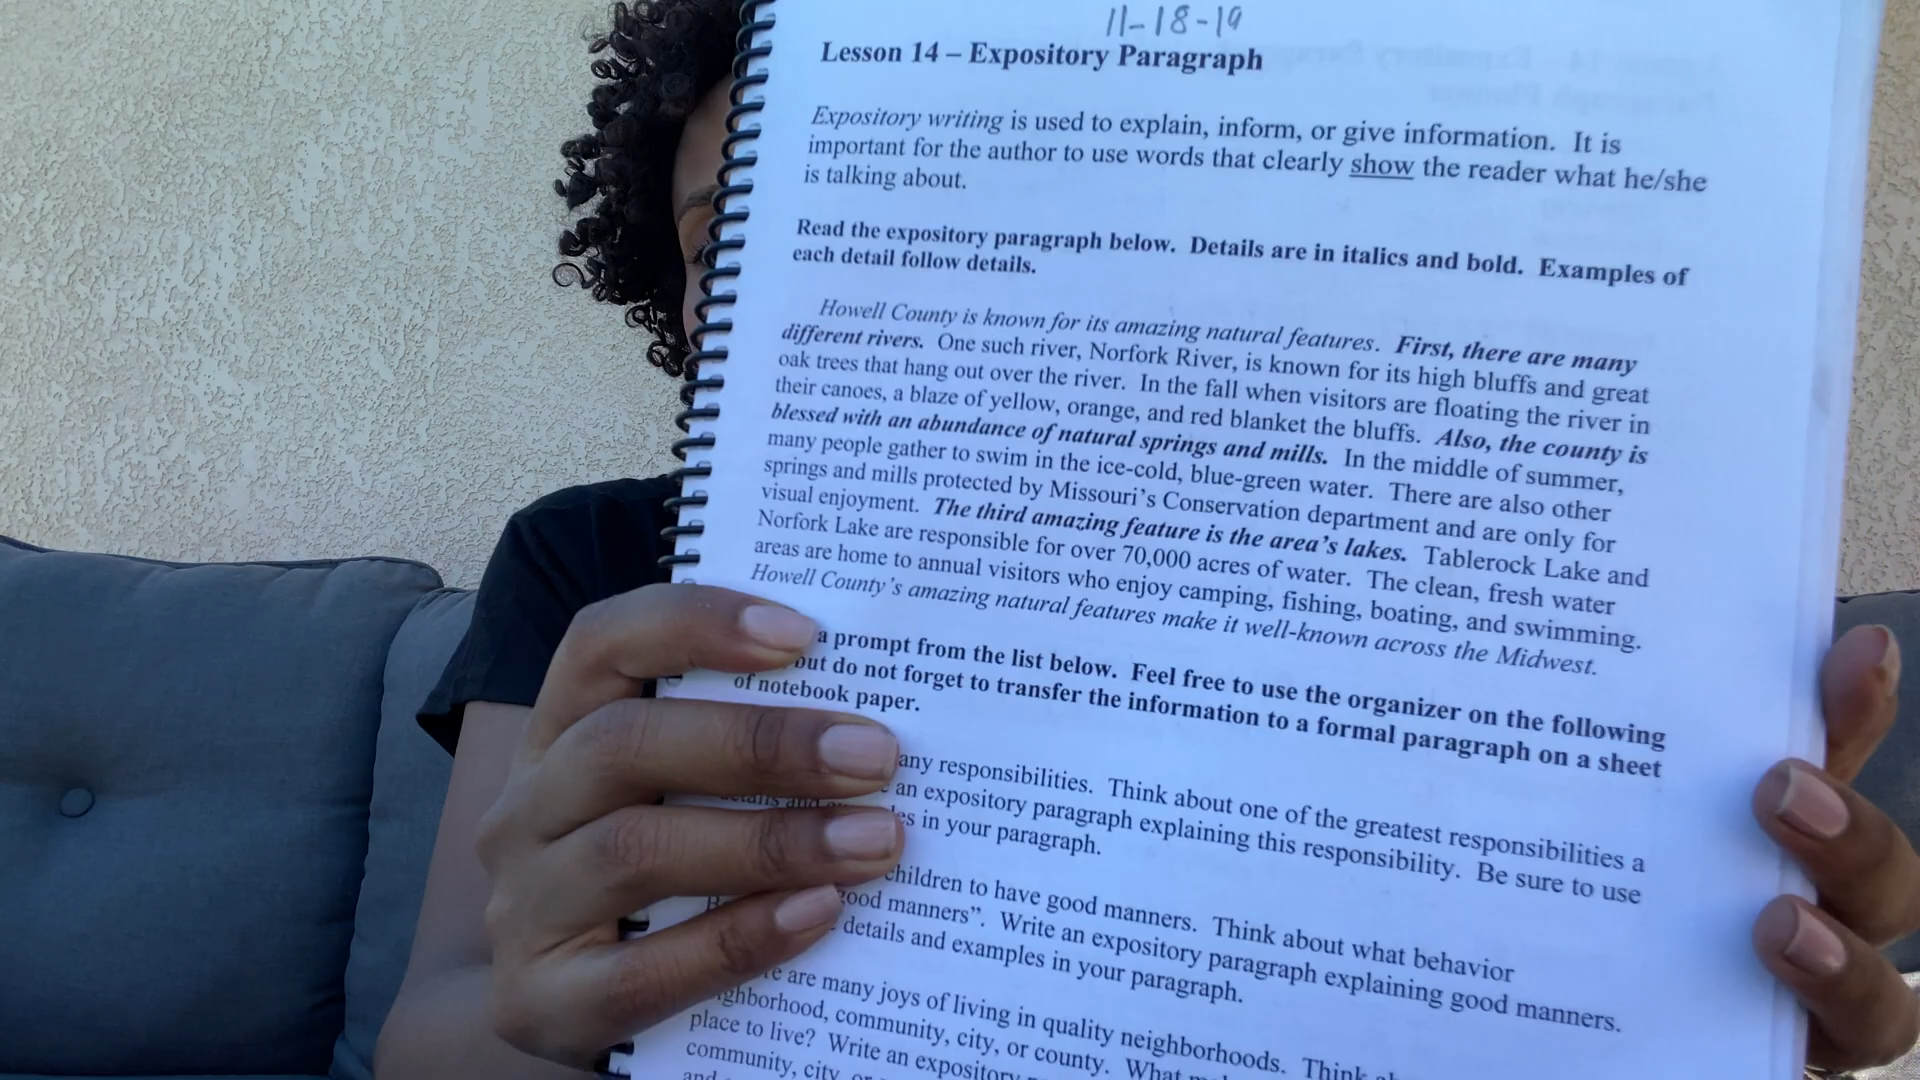 11-18-19
Lesson 14 – Expository Paragraph
Expository writing is used to explain, inform, or give information. It is
important for the author to use words that clearly show the reader what he/she
is talking about.
Read the expository paragraph below. Details are in italics and bold. Examples of
each detail follow details.
Howell County is known for its amazing natural features. First, there are many
different rivers. One such river, Norfork River, is known for its high bluffs and great
oak trees that hang out over the river. In the fall when visitors are floating the river in
their canoes, a blaze of yellow, orange, and red blanket the bluffs. Also, the county is
blessed with an abundance of natural springs and mills. In the middle of summer,
many people gather to swim in the ice-cold, blue-green water. There are also other
springs and mills protected by Missouri's Conservation department and are only for
visual enjoyment. The third amazing feature is the area's lakes. Tablerock Lake and
Norfork Lake are responsible for over 70,000 acres of water. The clean, fresh water
areas are home to annual visitors who enjoy camping, fishing, boating, and swimming.
Howell County's amazing natural features make it well-known across the Midwest.
a prompt from the list below. Feel free to use the organizer on the following
but do not forget to transfer the information to a formal paragraph on a sheet
of notebook paper.
any responsibilities. Think about one of the greatest responsibilities a
an expository paragraph explaining this responsibility. Be sure to use
details and in your paragraph.
children to have good manners. Think about what behavior
good manners”. Write an expository paragraph explaining good manners.
details and examples in your paragraph.
are many joys of living in quality neighborhoods. Think
community, city, or county. What
place to live? Write an expository
community, city, or
and